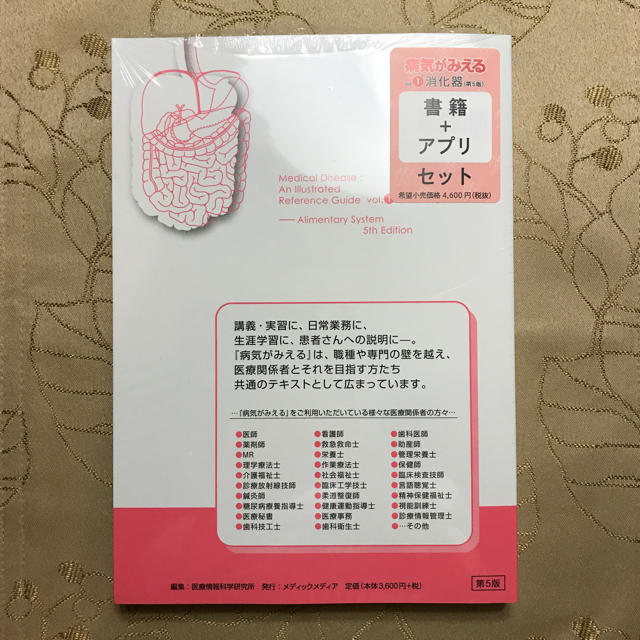 病気がみえる
vol. 1 消化器(第5版)
書籍
+
アプリ
セット
希望小売価格 4,600円(税抜)
Medical Disease :
An Illustrated
Reference Guide vol.1
Alimentary System
5th Edition
講義・実習に、日常業務に、
生涯学習に、患者さんへの説明に―。
『病気がみえる』は、職種や専門の壁を越え、
医療関係者とそれを目指す方たち
共通のテキストとして広まっています。
…『病気がみえる』をご利用いただいている様々な医療関係者の方々…
●医師 ●看護師 ●歯科医師
●薬剤師 ●救急救命士 ●助産師
●MR ●栄養士 ●管理栄養士
●理学療法士 ●作業療法士 ●保健師
●介護福祉士 ●社会福祉士 ●臨床検査技師
●診療放射線技師 ●臨床工学技士 ●言語聴覚士
●鍼灸師 ●柔道整復師 ●精神保健福祉士
●糖尿病療養指導士 ●健康運動指導士 ●視能訓練士
●医療秘書 ●医療事務 ●診療情報管理士
●歯科技工士 ●歯科衛生士 ●…その他
編集:医療情報科学研究所 発行:メディックメディア 定価(本体3,600円+税)
第5版